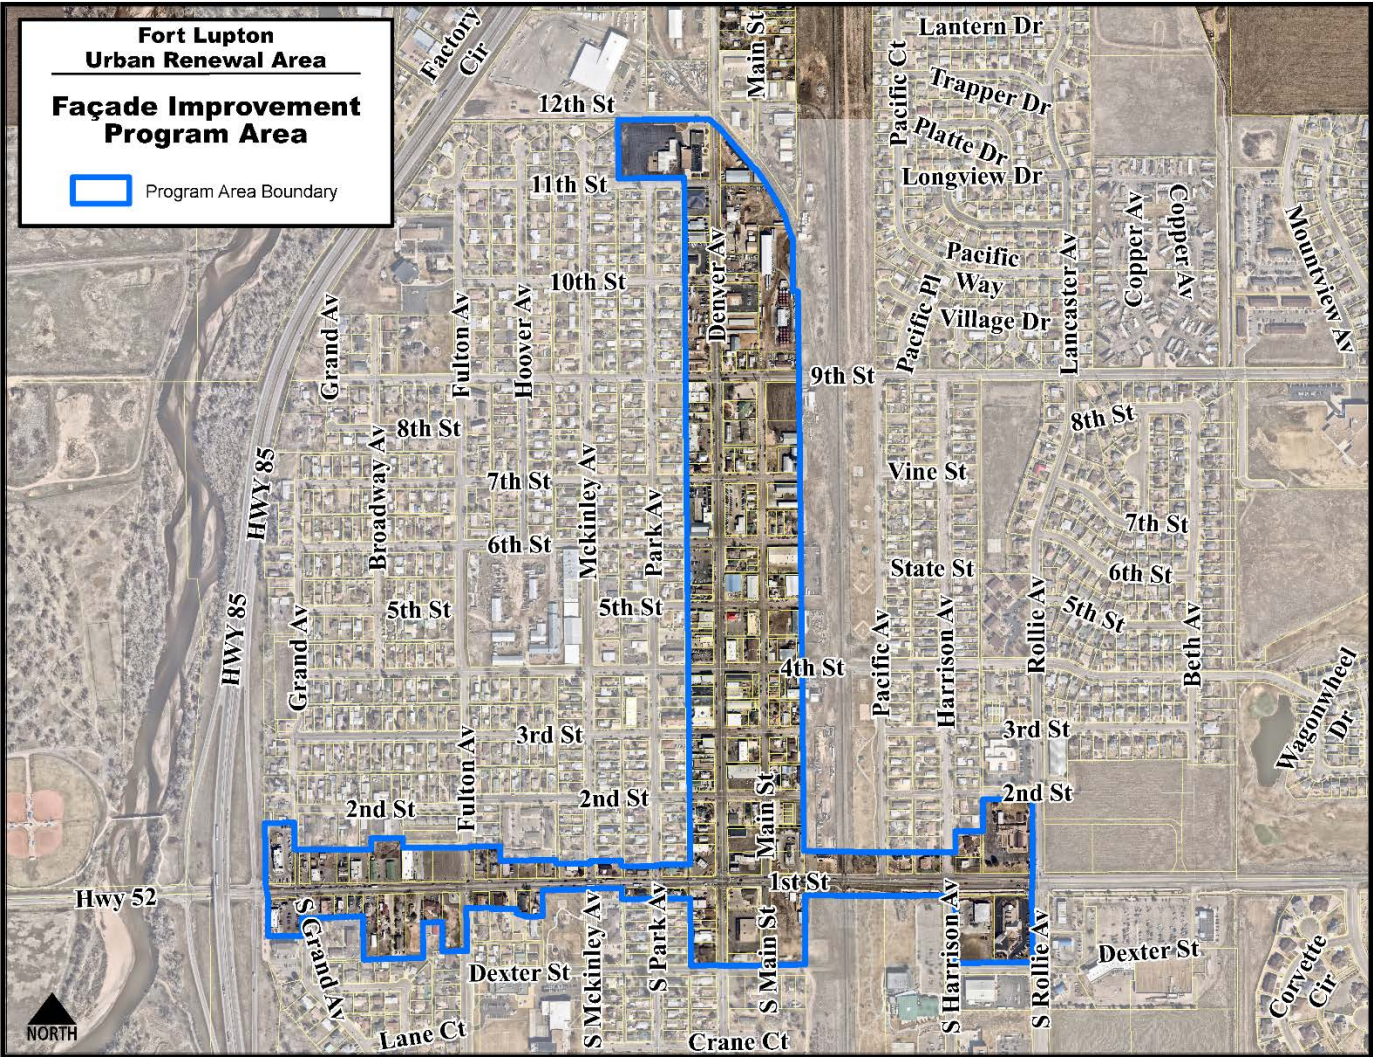 Fort Lupton
Urban Renewal Area
Façade Improvement
Program Area
Program Area Boundary
Factory
Cir
Main St
Lantern Dr
Pacific Ct
Trapper Dr
12th St
Platte Dr
11th St
Longview Dr
Copper Av
Copper Av
Mountview Av
Denver Av
Pacific
Way
10th St
Lancaster Av
Grand Av
Fulton Av
Hoover Av
Pacific Pl
Village Dr
9th St
8th St
8th St
Broadway Av
HWY 85
7th St
Mckinley Av
Vine St
Park Av
7th St
6th St
State St
6th St
HWY 85
Grand Av
5th St
5th St
Pacific Av
Harrison Av
Rollie Av
5th St
Beth Av
4th St
Wagonwheel
Dr
3rd St
Fulton Av
3rd St
2nd St
2nd St
Main St
2nd St
Hwy 52
1st St
S Grand Av
S Mckinley Av
S Park Av
S Main St
S Harrison Av
S Rollie Av
Dexter St
Dexter St
Corvette
Cir
NORTH
Lane Ct
Crane Ct